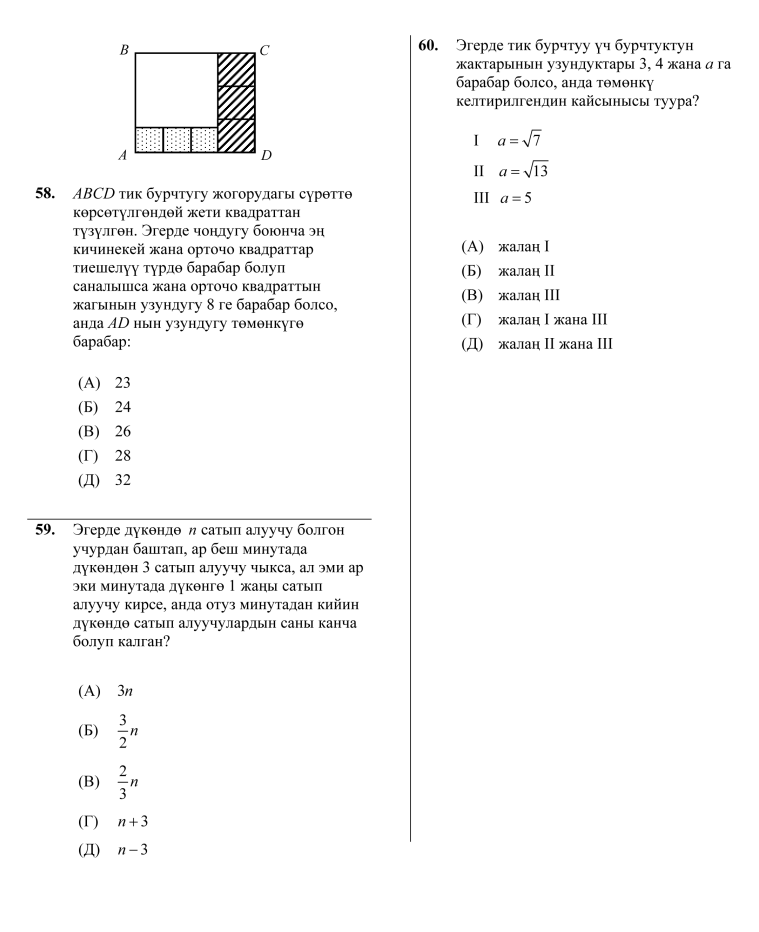 B
C
A
D
58. ABCD тик бурчтугу жогорудагы сүрөттө
көрсөтүлгөндөй жети квадраттан
түзүлгөн. Эгерде чоңдугу боюнча эң
кичинекей жана орточо квадраттар
тиешелүү түрдө барабар болуп
саналышса жана орточо квадраттын
жагынын узундугу 8 ге барабар болсо,
анда AD нын узундугу төмөнкүгө
барабар:
(А) 23
(Б) 24
(В) 26
(Г) 28
(Д) 32
59. Эгерде дүкөндө n сатып алуучу болгон
учурдан баштап, ар беш минутада
дүкөндөн 3 сатып алуучу чыкса, ал эми ар
эки минутада дүкөнгө 1 жаңы сатып
алуучу кирсе, анда отуз минутадан кийин
дүкөндө сатып алуучулардын саны канча
болуп калган?
(А) 3n
(Б) 3/2 n
(В) 2/3 n
(Г) n + 3
(Д) n − 3
60. Эгерде тик бурчтуу үч бурчтуктун
жактарынын узундуктары 3, 4 жана a га
барабар болсо, анда төмөнкү
келтирилгендин кайсынысы туура?
I a = √7
II a = √13
III a = 5
(А) жалаң I
(Б) жалаң II
(В) жалаң III
(Г) жалаң I жана III
(Д) жалаң II жана III